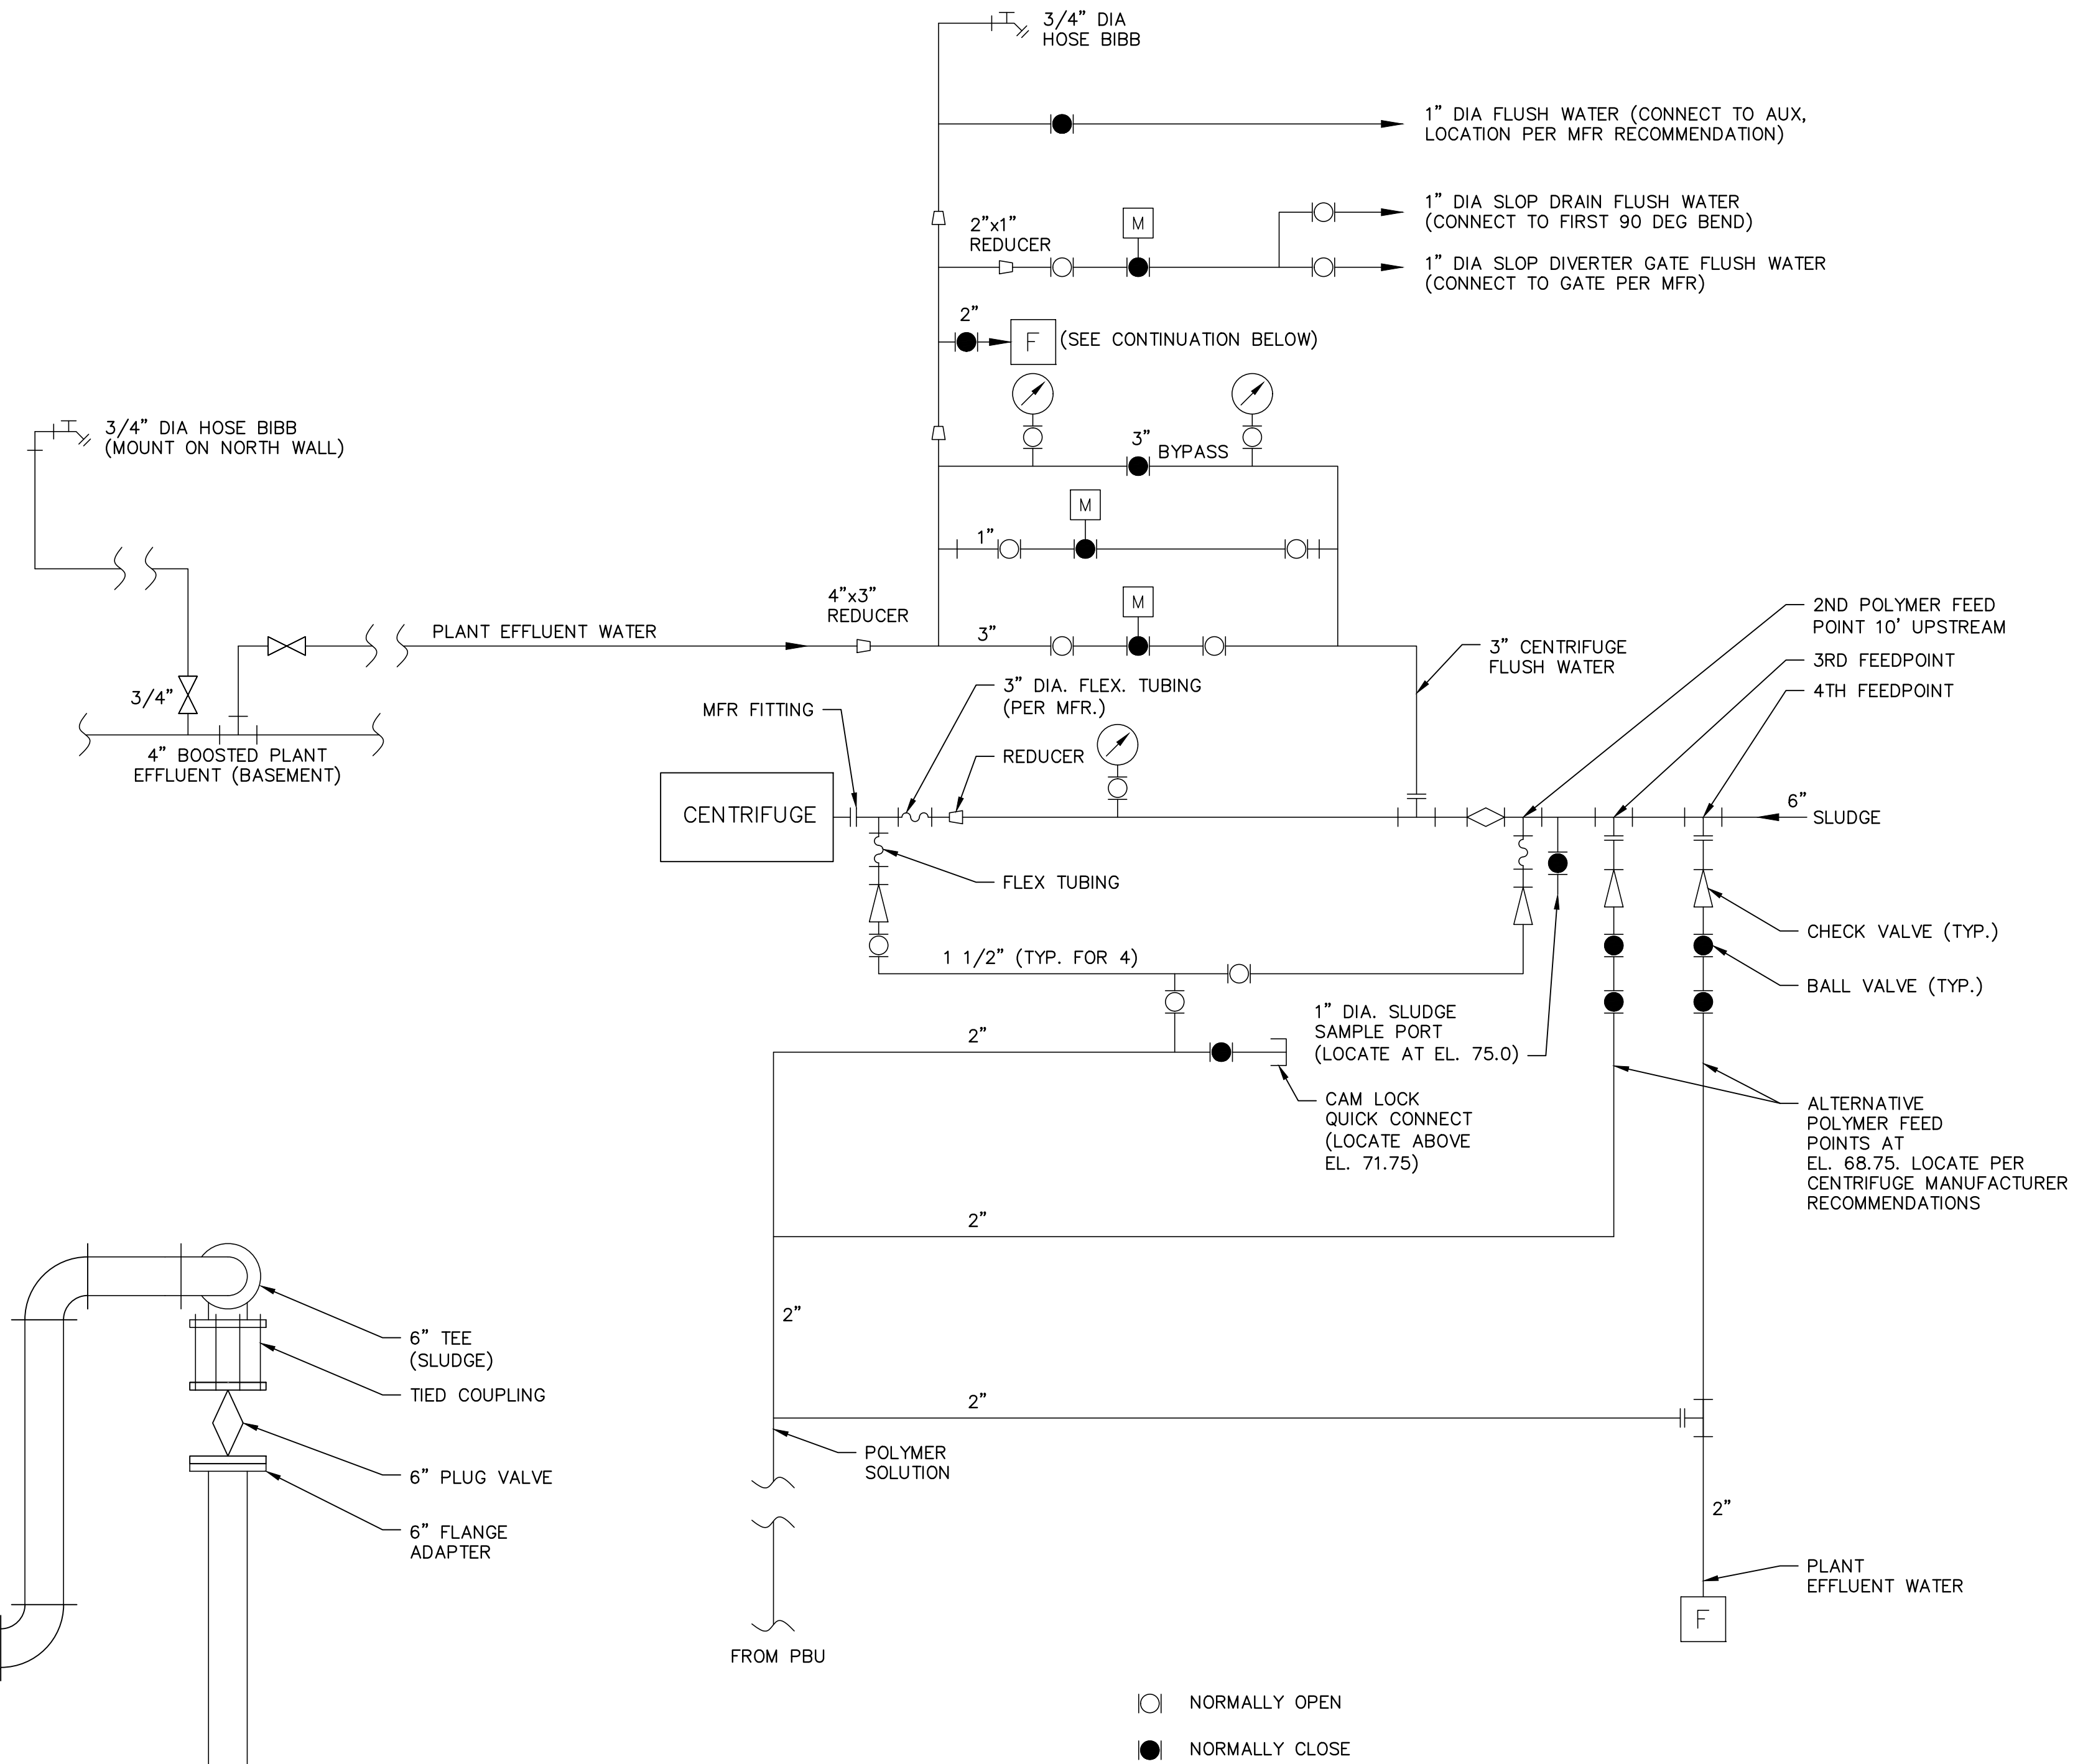 3/4" DIA
HOSE BIBB
1" DIA FLUSH WATER (CONNECT TO AUX,
LOCATION PER MFR RECOMMENDATION)
1" DIA SLOP DRAIN FLUSH WATER
(CONNECT TO FIRST 90 DEG BEND)
2"x1"
REDUCER
M
1" DIA SLOP DIVERTER GATE FLUSH WATER
(CONNECT TO GATE PER MFR)
2"
F
(SEE CONTINUATION BELOW)
3/4" DIA HOSE BIBB
(MOUNT ON NORTH WALL)
3"
BYPASS
M
1"
4"x3"
REDUCER
M
3"
PLANT EFFLUENT WATER
3/4"
4" BOOSTED PLANT
EFFLUENT (BASEMENT)
2ND POLYMER FEED
POINT 10' UPSTREAM
3" CENTRIFUGE
FLUSH WATER
3RD FEEDPOINT
4TH FEEDPOINT
3" DIA. FLEX. TUBING
(PER MFR.)
MFR FITTING
REDUCER
CENTRIFUGE
6"
SLUDGE
FLEX TUBING
CHECK VALVE (TYP.)
1 1/2" (TYP. FOR 4)
BALL VALVE (TYP.)
1" DIA. SLUDGE
SAMPLE PORT
(LOCATE AT EL. 75.0)
2"
CAM LOCK
QUICK CONNECT
(LOCATE ABOVE
EL. 71.75)
ALTERNATIVE
POLYMER FEED
POINTS AT
EL. 68.75. LOCATE PER
CENTRIFUGE MANUFACTURER
RECOMMENDATIONS
2"
2"
6" TEE
(SLUDGE)
TIED COUPLING
2"
POLYMER
SOLUTION
6" PLUG VALVE
6" FLANGE
ADAPTER
2"
PLANT
EFFLUENT WATER
F
FROM PBU
NORMALLY OPEN
NORMALLY CLOSE